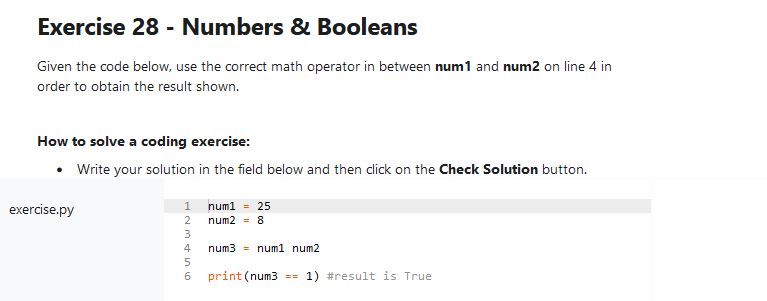 Exercise 28 - Numbers & Booleans
Given the code below, use the correct math operator in between num1 and num2 on line 4 in
order to obtain the result shown.
How to solve a coding exercise:
• Write your solution in the field below and then click on the Check Solution button.
exercise.py
1 num1 = 25
2 num2 = 8
3
4 num3 = num1 num2
5
6 print(num3 == 1) #result is True